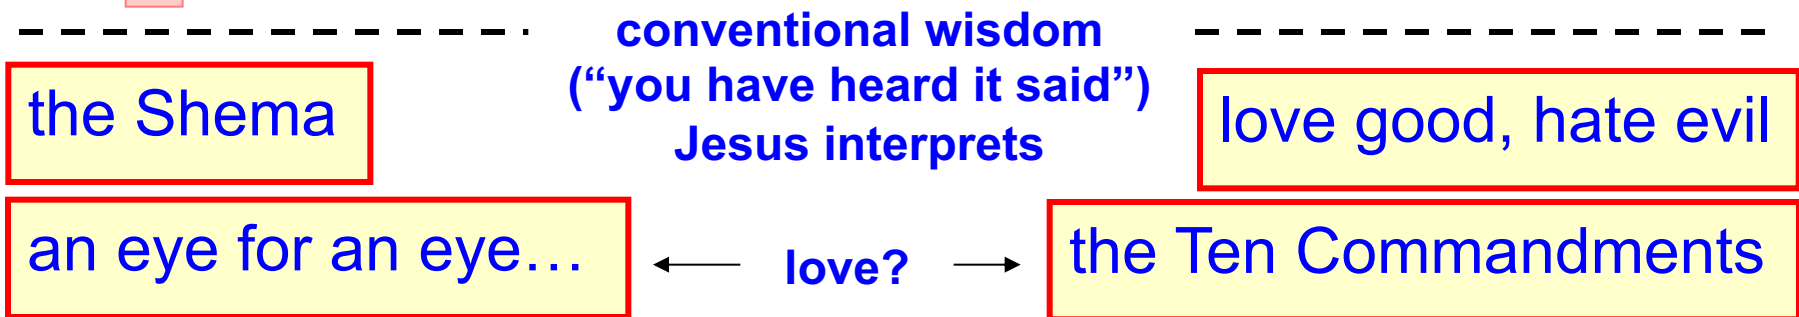 conventional wisdom
(“you have heard it said”)
Jesus interprets
the Shema
love good, hate evil
an eye for an eye…
love?
the Ten Commandments